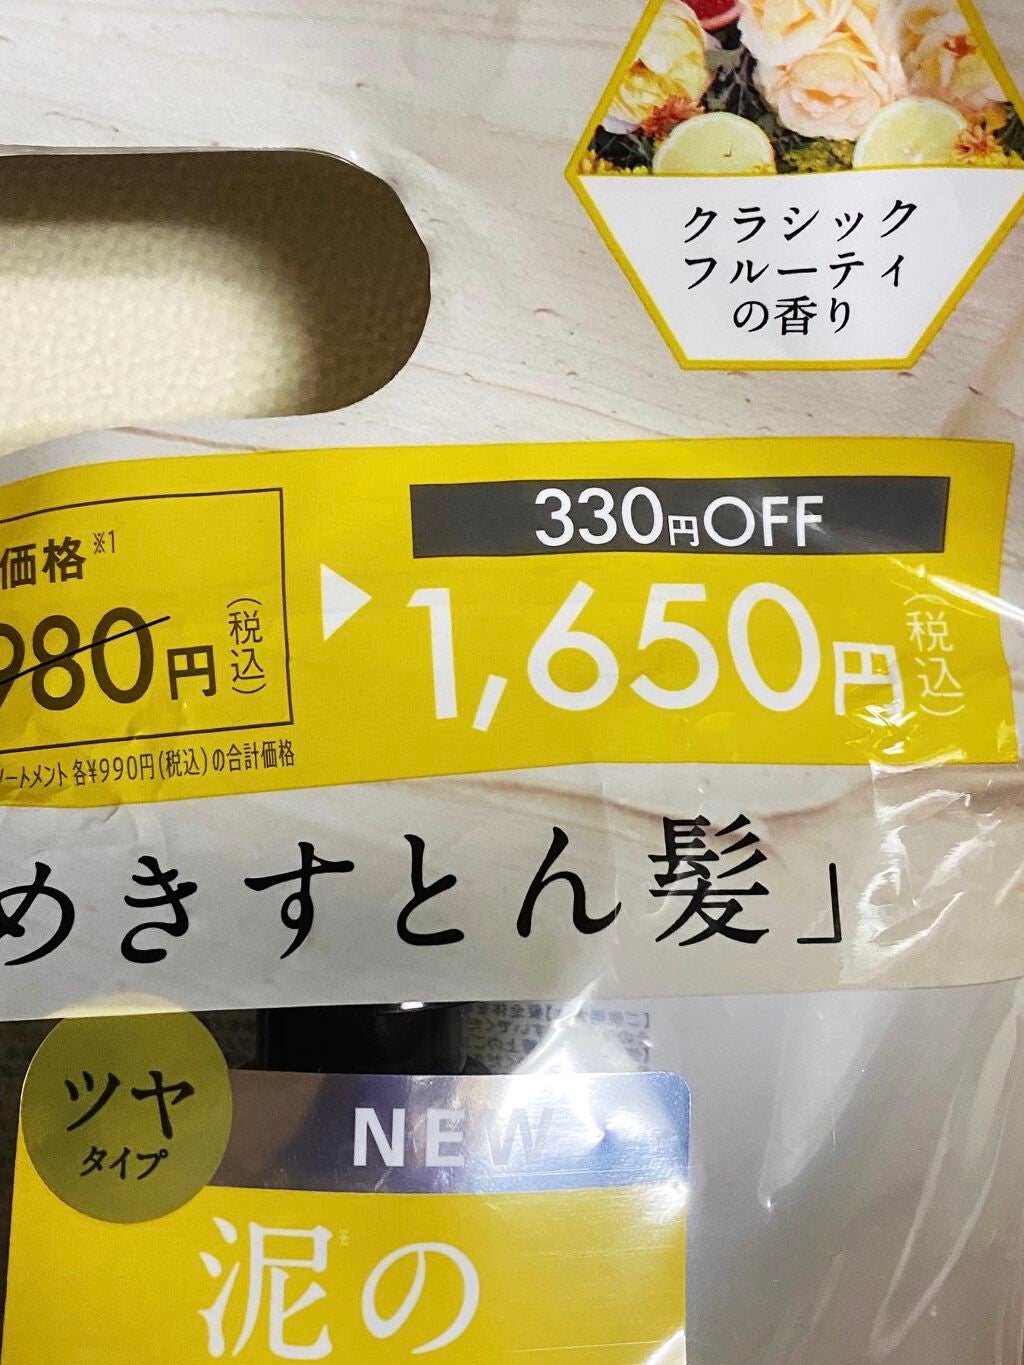 クラシック
フルーティ
の香り
価格※1
980円(税込)
330円OFF
1,650円(税込)
ートメント 各¥990円(税込)の合計価格
めきすとん髪」
ツヤ
タイプ
NEW
泥の